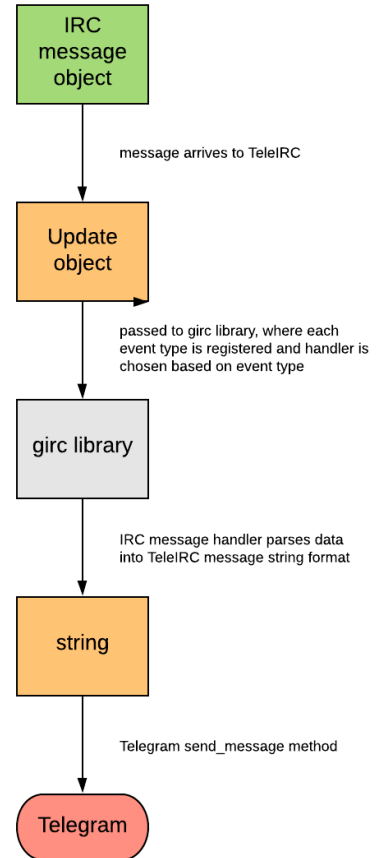 IRC
message
object
message arrives to TeleIRC
Update
object
passed to girc library, where each
event type is registered and handler is
chosen based on event type
girc library
IRC message handler parses data
into TeleIRC message string format
string
Telegram send_message method
Telegram